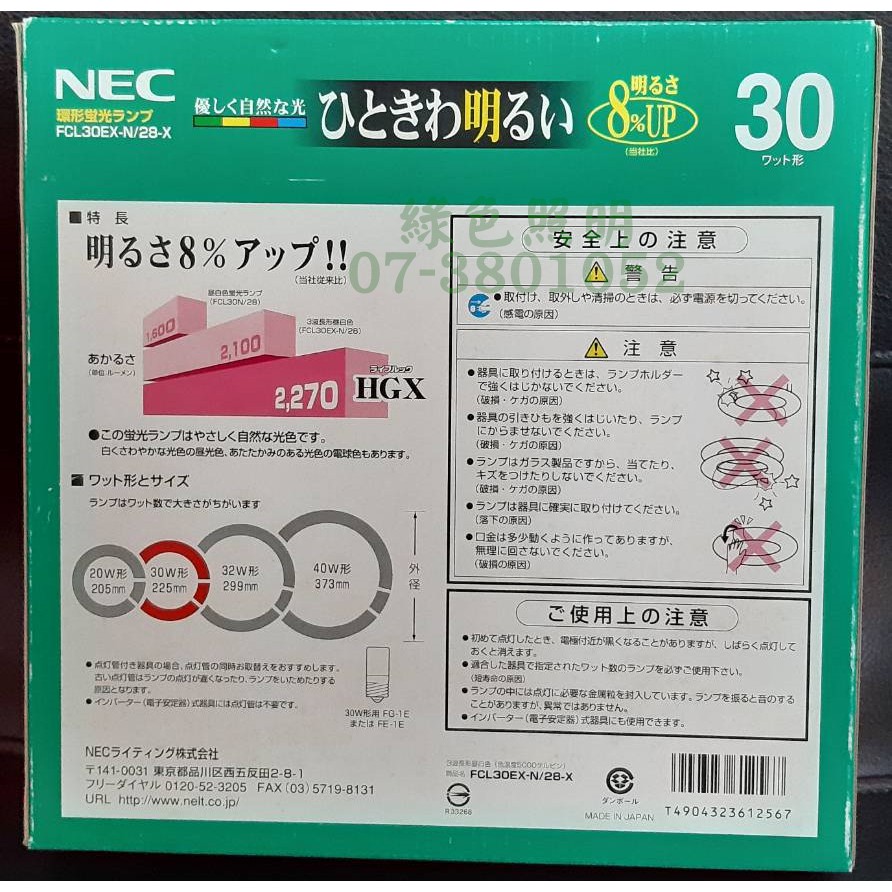 NEC
環形蛍光ランプ
FCL30EX-N/28-X
優しく自然な光
ひときわ明るい
明るさ
8%UP
(当社比)
30
ワット形
綠色照明
07-3801052
■特 長
明るさ8%アップ!!
(当社従来比)
昼白色蛍光ランプ
(FCL30N/28)
1,600
3波長形昼白色
(FCL30EX-N/28)
2,100
あかるさ
(単位:ルーメン)
2,270
ライフルック
HGX
●この蛍光ランプはやさしく自然な光色です。
白くさわやかな光色の昼光色、あたたかみのある光色の電球色もあります。
■ワット形とサイズ
ランプはワット数で大きさがちがいます
20W形
205mm
30W形
225mm
32W形
299mm
40W形
373mm
外径
●点灯管付き器具の場合、点灯管の同時お取替えをおすすめします。
古い点灯管はランプの点灯が遅くなったり、ランプをいためたりする
原因となります。
●インバーター(電子安定器)式器具には点灯管は不要です。
30W形用 FG-1E
または FE-1E
NECライティング株式会社
〒141-0031 東京都品川区西五反田2-8-1
フリーダイヤル 0120-52-3205 FAX (03) 5719-8131
URL http://www.nelt.co.jp/
安全上の注意
警告
●取付け、取外しや清掃のときは、必ず電源を切ってください。
(感電の原因)
注意
●器具に取り付けるときは、ランプホルダー
で強くはじかないでください。
(破損・ケガの原因)
●器具の引きひもを強くはじいたり、ランプ
にからませないでください。
(破損・ケガの原因)
●ランプはガラス製品ですから、当てたり、
キズをつけたりしないでください。
(破損・ケガの原因)
●ランプは器具に確実に取り付けてください。
(落下の原因)
●口金は多少動くように作ってありますが、
無理に回さないでください。
(破損の原因)
ご使用上の注意
●初めて点灯したとき、電極付近が黒くなることがありますが、しばらく点灯して
おくと消えます。
●適合した器具で指定されたワット数のランプを必ずご使用下さい。
(短寿命の原因)
●ランプの中には点灯に必要な金属粒を封入しています。ランプを振ると音のする
ことがありますが、異常ではありません。
●インバーター(電子安定器)式器具にも使用できます。
3波長形昼白色 (色温度5000ケルビン)
商品名 FCL30EX-N/28-X
R33268
ダンボール
MADE IN JAPAN
T4904323612567